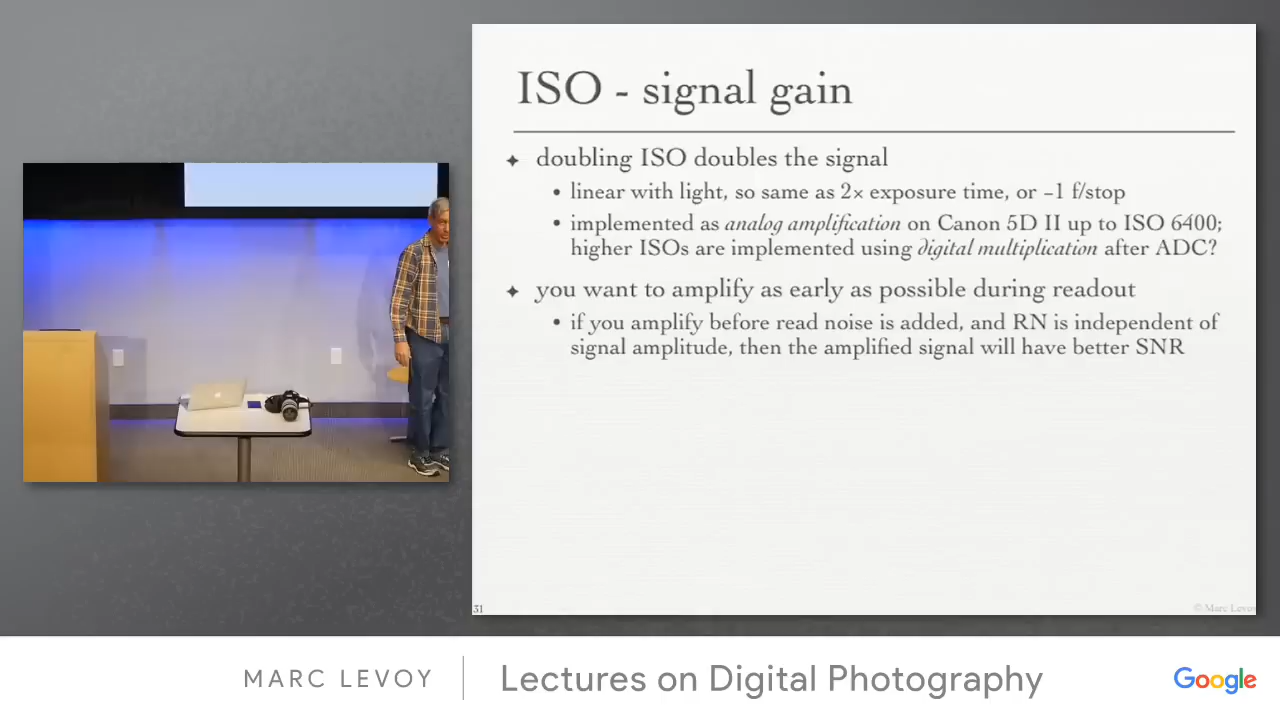 ISO - signal gain
✦ doubling ISO doubles the signal
• linear with light, so same as 2× exposure time, or −1 f/stop
• implemented as analog amplification on Canon 5D II up to ISO 6400;
higher ISOs are implemented using digital multiplication after ADC?
✦ you want to amplify as early as possible during readout
• if you amplify before read noise is added, and RN is independent of
signal amplitude, then the amplified signal will have better SNR
31
© Marc Levoy
MARC LEVOY
Lectures on Digital Photography
Google